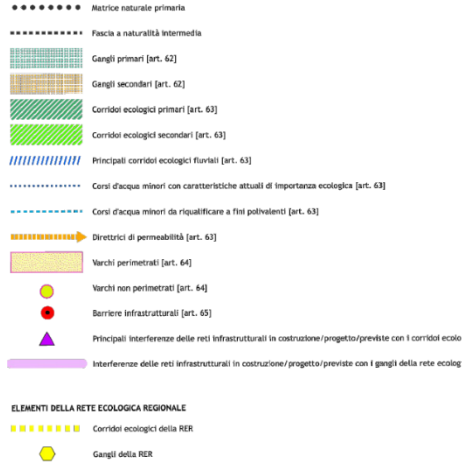 Matrice naturale primaria
Fascia a naturalità intermedia
Gangli primari [art. 62]
Gangli secondari [art. 62]
Corridoi ecologici primari [art. 63]
Corridoi ecologici secondari [art. 63]
Principali corridoi ecologici fluviali [art. 63]
Corsi d'acqua minori con caratteristiche attuali di importanza ecologica [art. 63]
Corsi d'acqua minori da riqualificare a fini polivalenti [art. 63]
Direttrici di permeabilità [art. 63]
Varchi perimetrati [art. 64]
Varchi non perimetrati [art. 64]
Barriere infrastrutturali [art. 65]
Principali interferenze delle reti infrastrutturali in costruzione/progetto/previste con i corridoi ecolo
Interferenze delle reti infrastrutturali in costruzione/progetto/previste con i gangli della rete ecolog
ELEMENTI DELLA RETE ECOLOGICA REGIONALE
Corridoi ecologici della RER
Gangli della RER